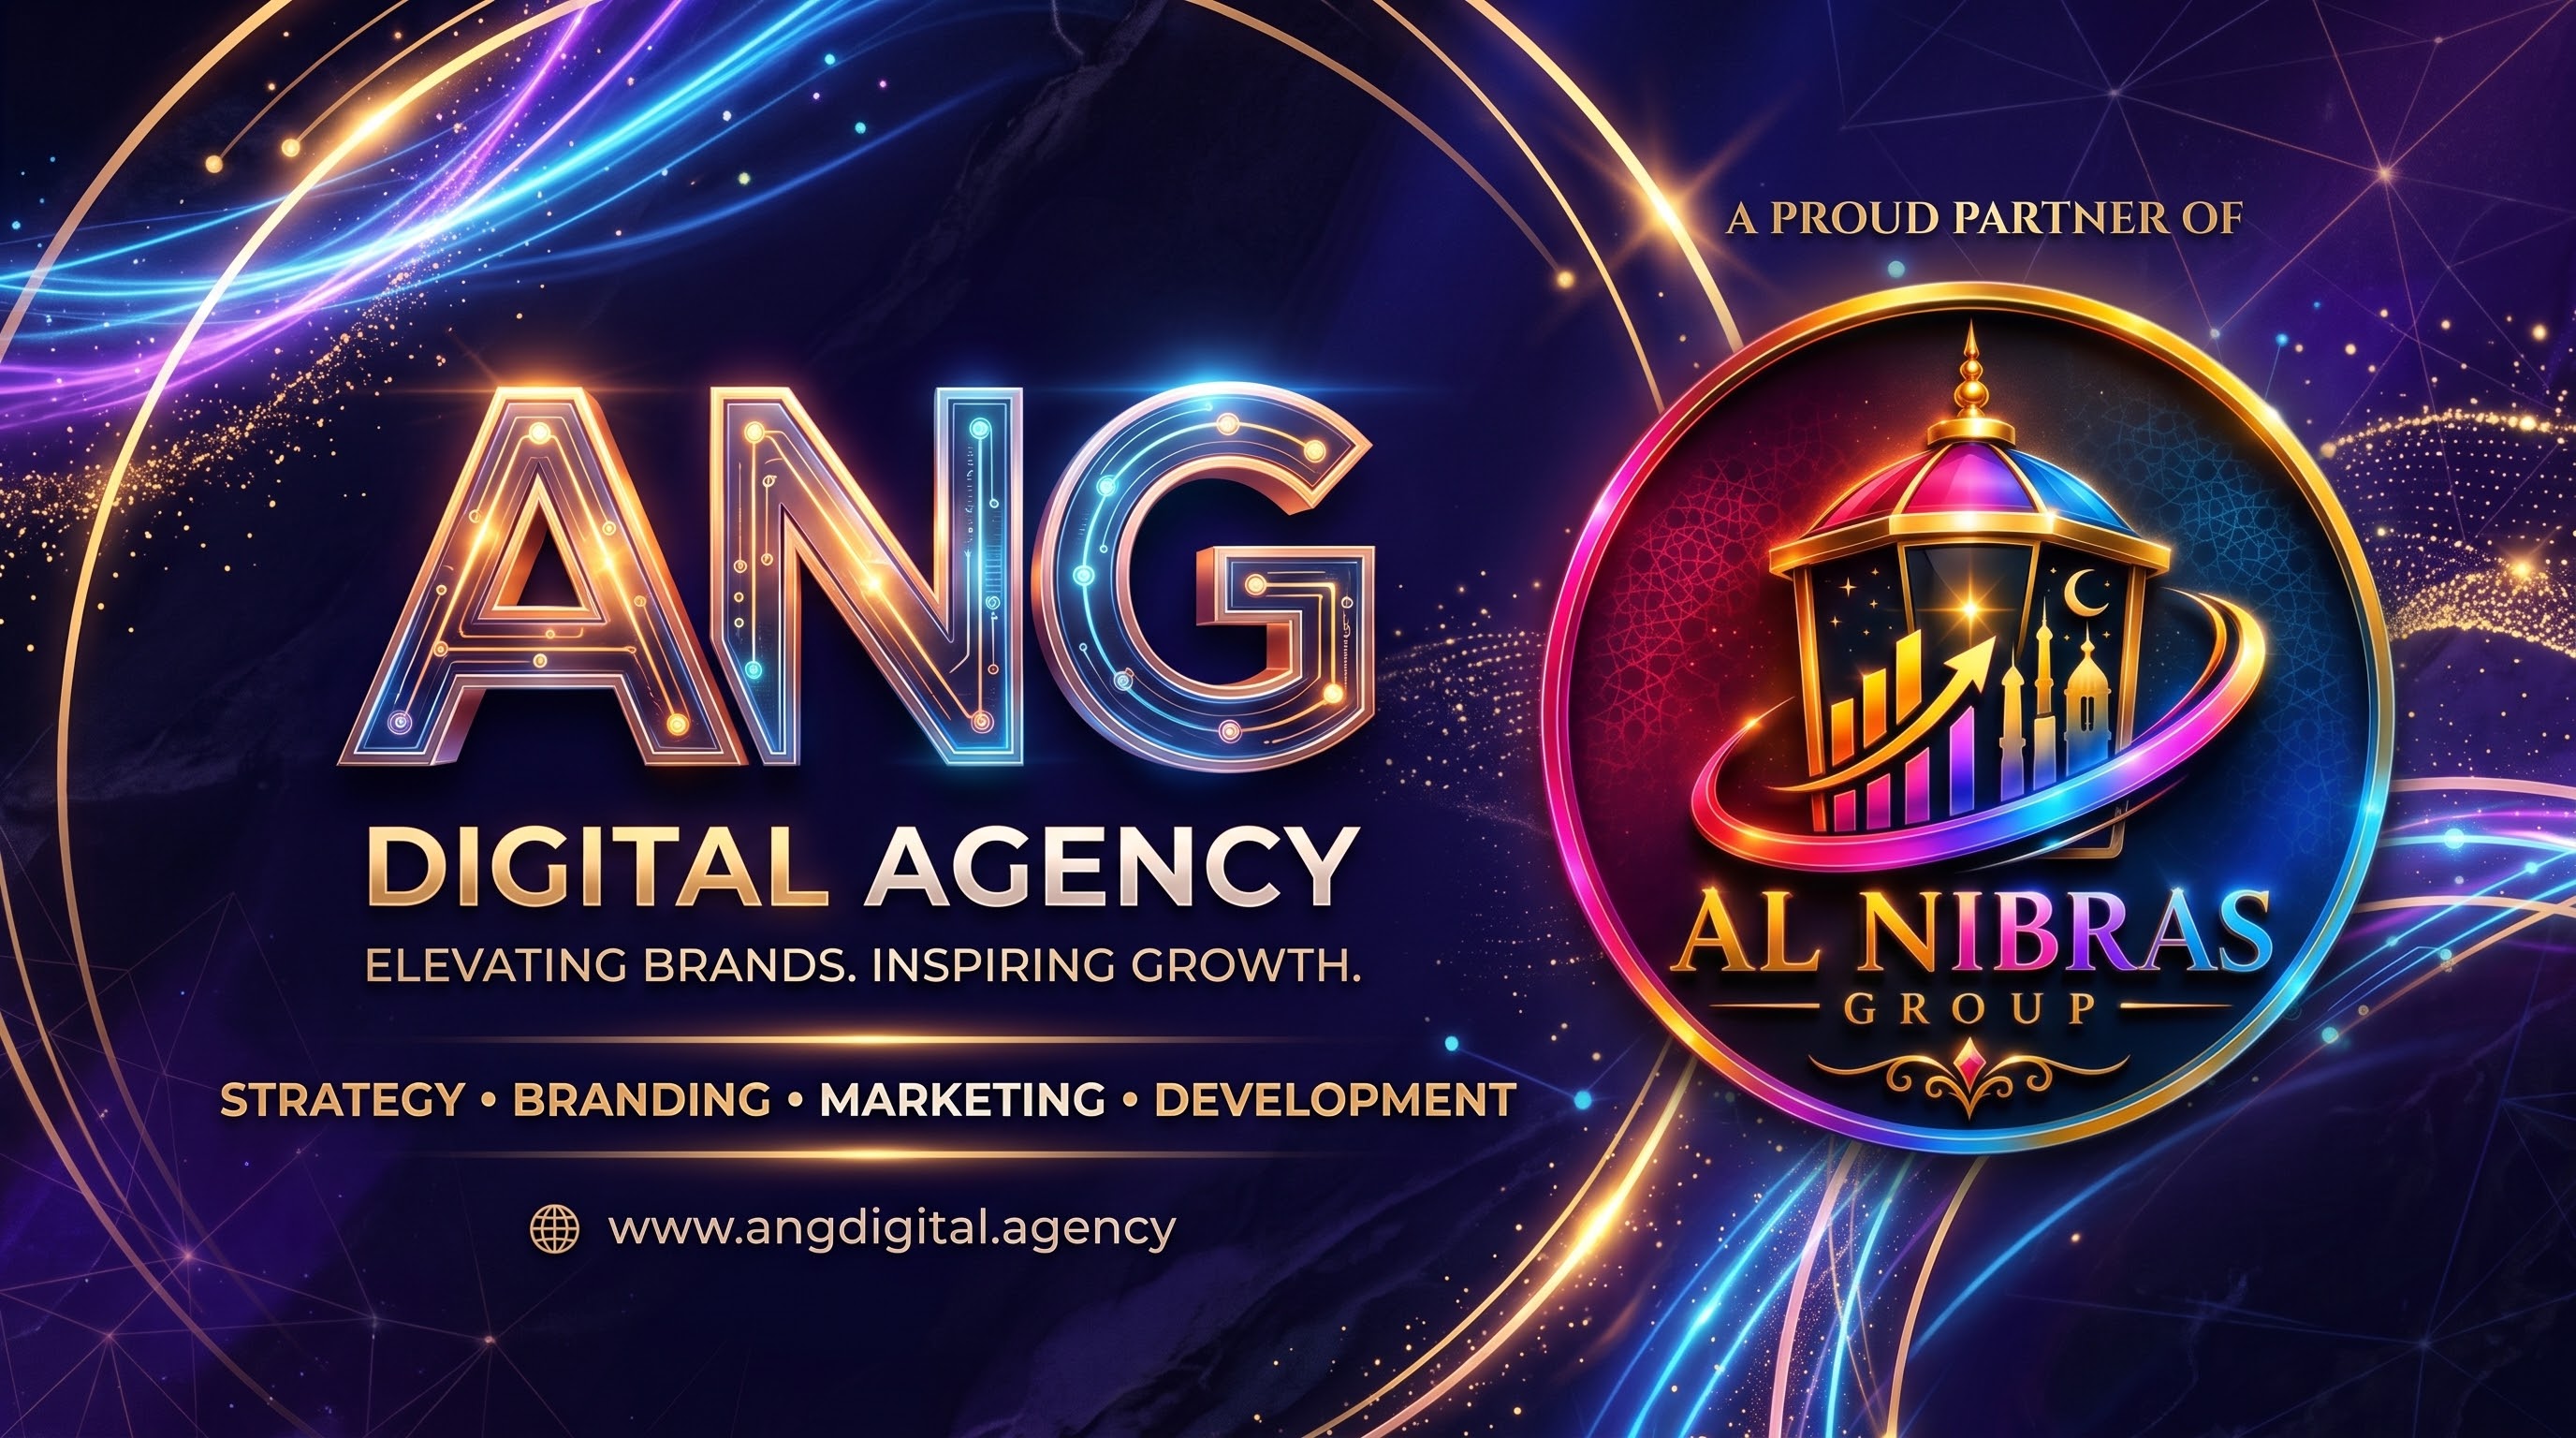 ANG
DIGITAL AGENCY
ELEVATING BRANDS. INSPIRING GROWTH.
STRATEGY • BRANDING • MARKETING • DEVELOPMENT
www.angdigital.agency
A PROUD PARTNER OF
AL NIBRAS
GROUP